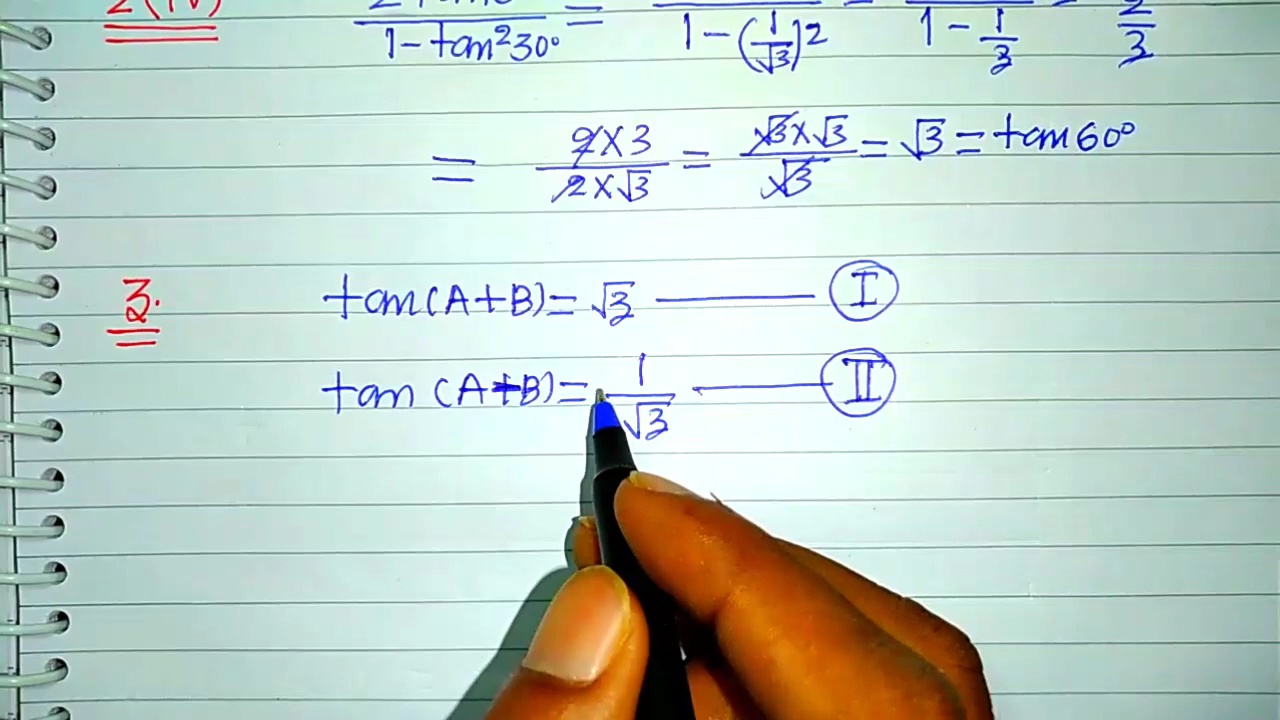 2(iv) 1-tan²30° = 1-(1/√3)² 1-1/3 2/3
= 2×3/2×√3 = √3×√3/√3 = √3 = tan60°
3. tan(A+B)=√3 — I
tan(A-B)=1/√3 — II